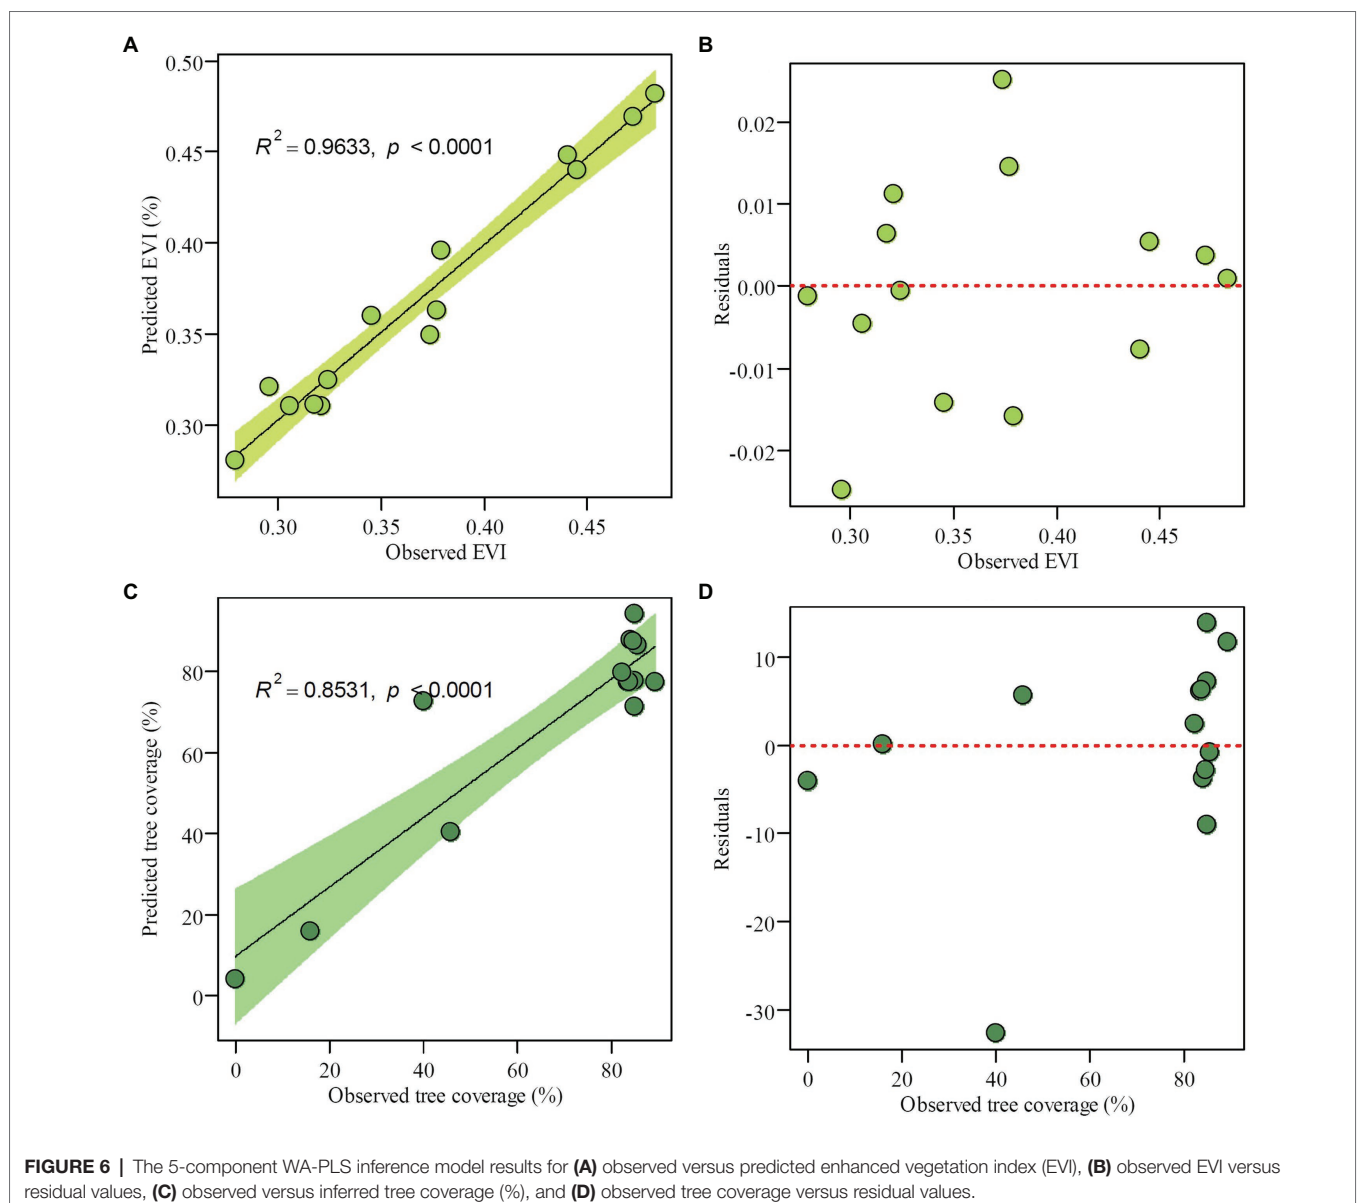 A
0.50
0.45
0.40
0.35
0.30
Predicted EVI (%)
R² = 0.9633, p < 0.0001
0.30 0.35 0.40 0.45
Observed EVI
B
0.02
0.01
0.00
-0.01
-0.02
Residuals
0.30 0.35 0.40 0.45
Observed EVI
C
80
60
40
20
0
Predicted tree coverage (%)
R² = 0.8531, p < 0.0001
0 20 40 60 80
Observed tree coverage (%)
D
10
0
-10
-20
-30
Residuals
0 20 40 60 80
Observed tree coverage (%)
FIGURE 6 | The 5-component WA-PLS inference model results for (A) observed versus predicted enhanced vegetation index (EVI), (B) observed EVI versus
residual values, (C) observed versus inferred tree coverage (%), and (D) observed tree coverage versus residual values.